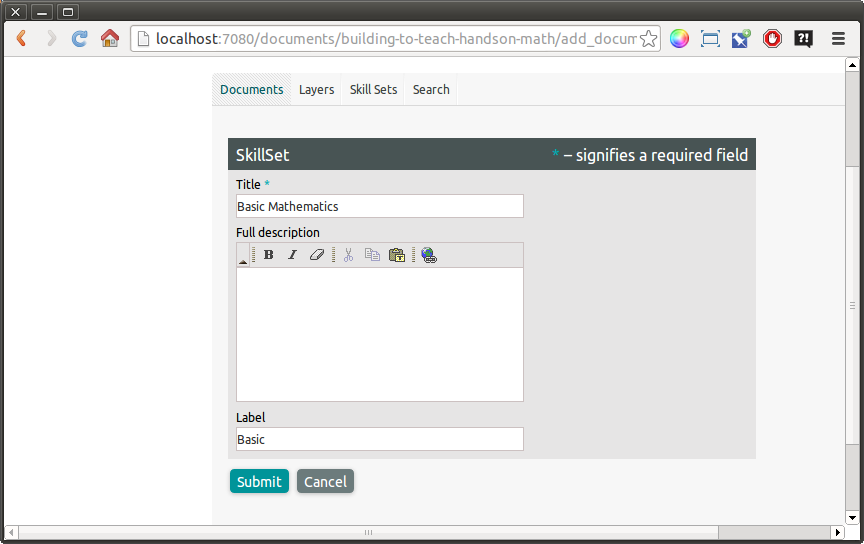 localhost:7080/documents/building-to-teach-handson-math/add_docum
Documents Layers Skill Sets Search
SkillSet * – signifies a required field
Title *
Basic Mathematics
Full description
B I
Label
Basic
Submit Cancel